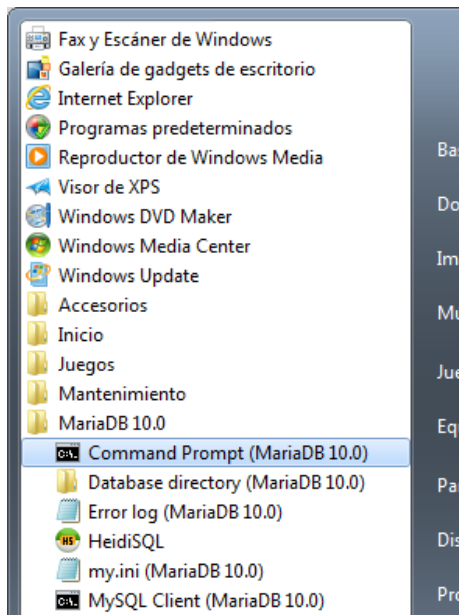 Fax y Escáner de Windows
Galería de gadgets de escritorio
Internet Explorer
Programas predeterminados
Reproductor de Windows Media
Visor de XPS
Windows DVD Maker
Windows Media Center
Windows Update
Accesorios
Inicio
Juegos
Mantenimiento
MariaDB 10.0
Command Prompt (MariaDB 10.0)
Database directory (MariaDB 10.0)
Error log (MariaDB 10.0)
HeidiSQL
my.ini (MariaDB 10.0)
MySQL Client (MariaDB 10.0)